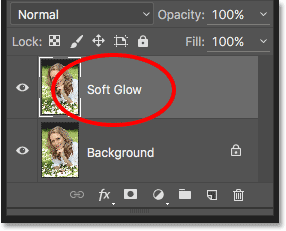 Normal Opacity: 100%
Lock: Fill: 100%
Soft Glow
Background
fx